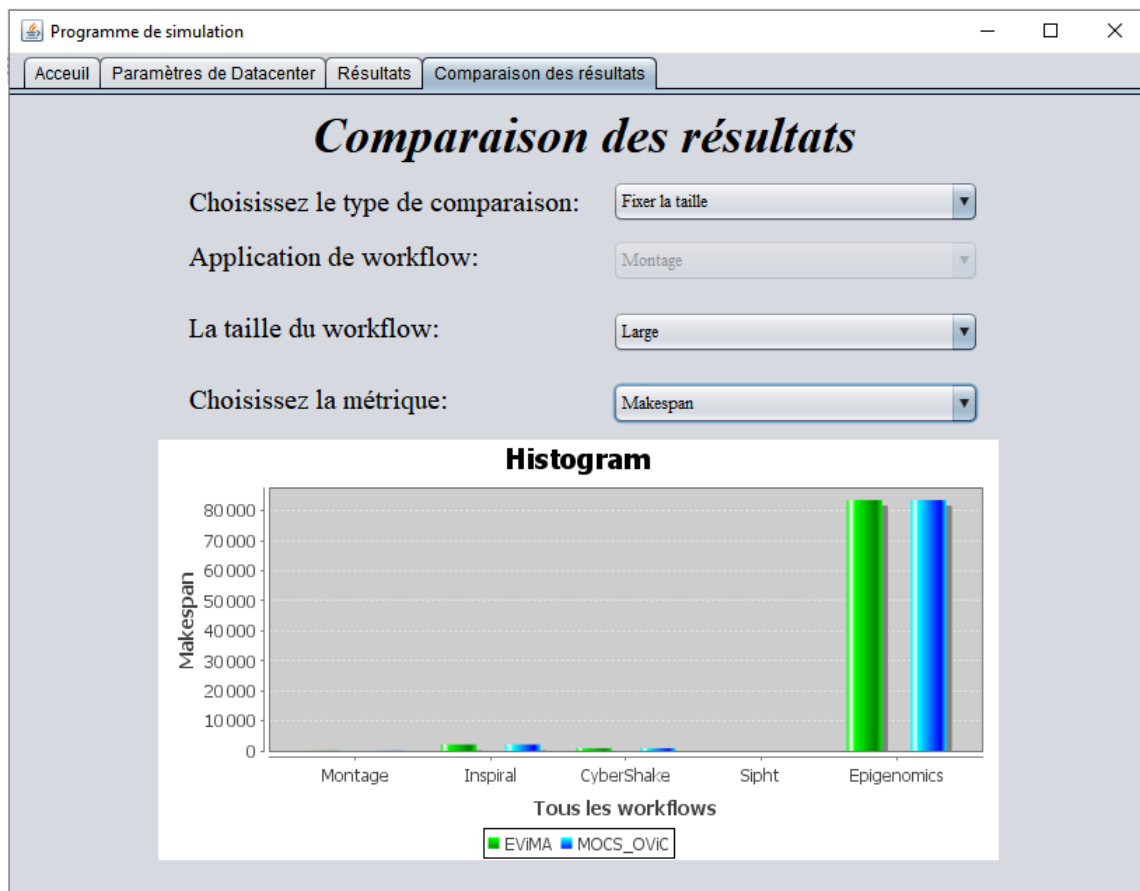 Programme de simulation
Acceuil Paramètres de Datacenter Résultats Comparaison des résultats
Comparaison des résultats
Choisissez le type de comparaison: Fixer la taille
Application de workflow: Montage
La taille du workflow: Large
Choisissez la métrique: Makespan
Histogram
Makespan
80 000
70 000
60 000
50 000
40 000
30 000
20 000
10 000
0
Montage Inspiral CyberShake Sipht Epigenomics
Tous les workflows
EViMA MOCS_OViC